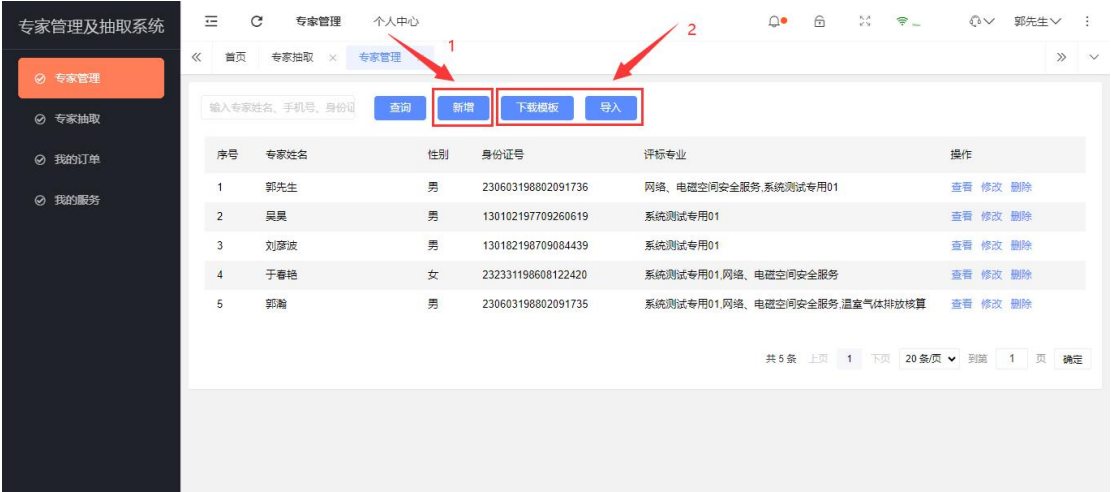 专家管理及抽取系统
专家管理 个人中心 郭先生
首页 专家抽取 专家管理
1
2
专家管理
专家抽取
我的订单
我的服务
输入专家姓名、手机号、身份证 查询 新增 下载模板 导入
序号 专家姓名 性别 身份证号 评标专业 操作
1 郭先生 男 230603198802091736 网络、电磁空间安全服务,系统测试专用01 查看 修改 删除
2 吴昊 男 130102197709260619 系统测试专用01 查看 修改 删除
3 刘彦波 男 130182198709084439 系统测试专用01 查看 修改 删除
4 于春艳 女 232331198608122420 系统测试专用01,网络、电磁空间安全服务 查看 修改 删除
5 郭瀚 男 230603198802091735 系统测试专用01,网络、电磁空间安全服务,温室气体排放核算 查看 修改 删除
共 5 条 上页 1 下页 20 条/页 到第 1 页 确定